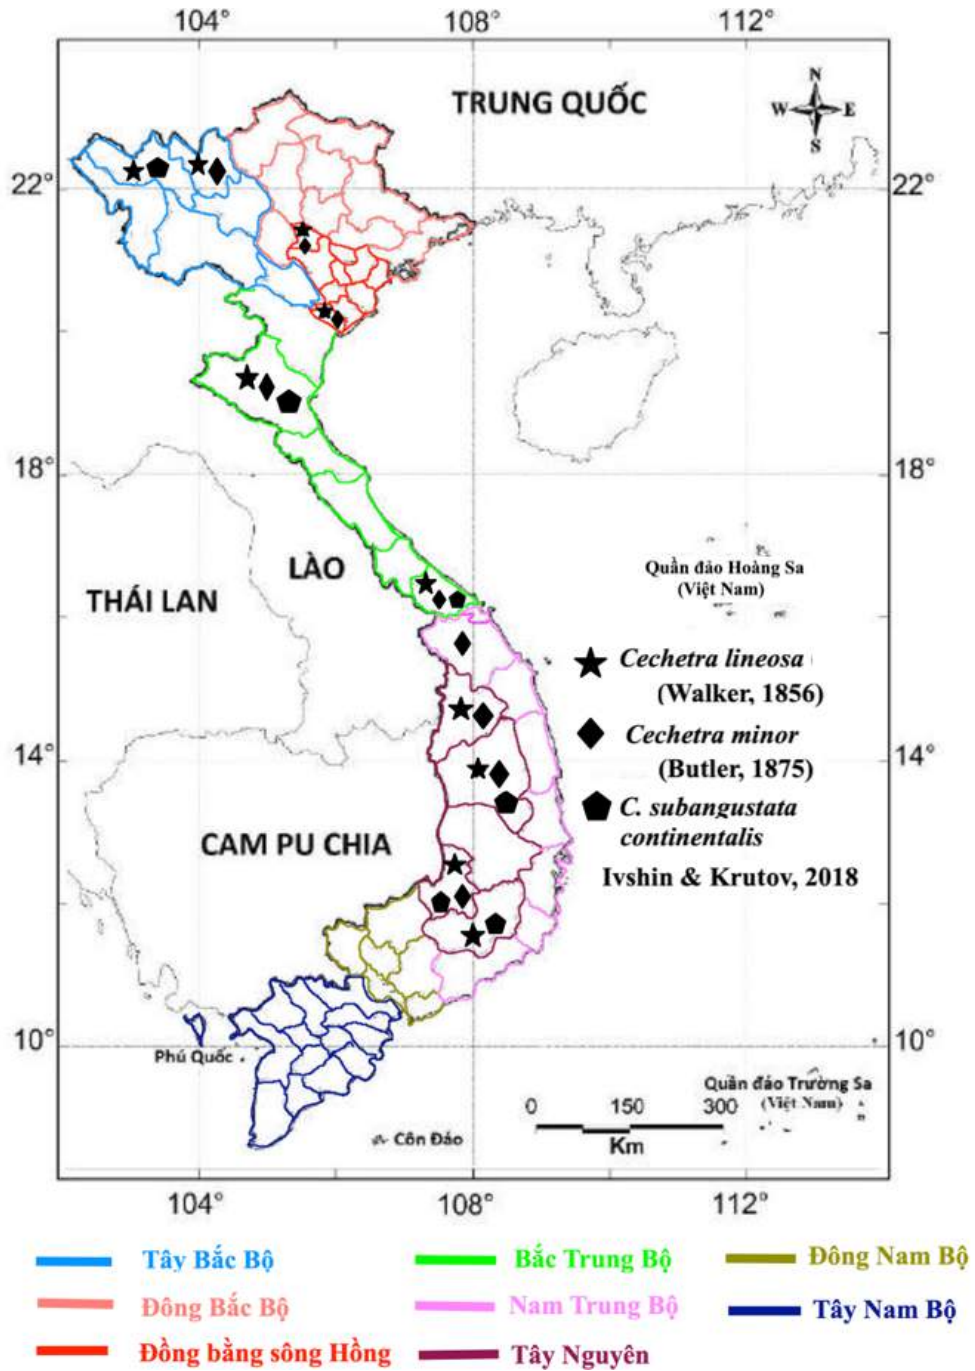 104° 108° 112°
TRUNG QUỐC
N
W E
S
22° 22°
18° 18°
LÀO
THÁI LAN
Quần đảo Hoàng Sa
(Việt Nam)
Cechetra lineosa
(Walker, 1856)
14° 14°
Cechetra minor
(Butler, 1875)
C. subangustata
continentalis
CAM PU CHIA
Ivshin & Krutov, 2018
10° 10°
Phú Quốc
Quần đảo Trường Sa
(Việt Nam)
0 150 300
Km
Côn Đảo
104° 108° 112°
Tây Bắc Bộ
Bắc Trung Bộ
Đông Nam Bộ
Đông Bắc Bộ
Nam Trung Bộ
Tây Nam Bộ
Đồng bằng sông Hồng
Tây Nguyên